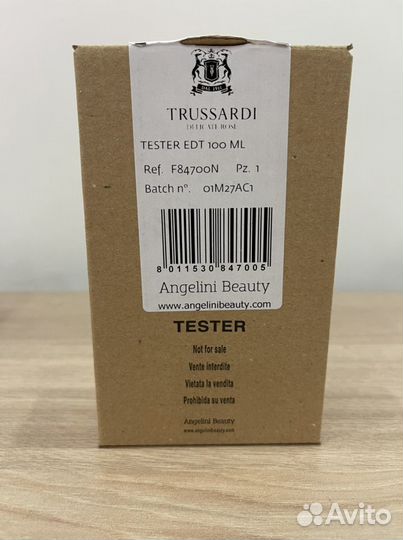 DAL 1911
TRUSSARDI
DELICATE ROSE
TESTER EDT 100 ML
Ref. F84700N Pz. 1
Batch n°. 01M27AC1
8 011530 847005
Angelini Beauty
www.angelinibeauty.com
TESTER
Not for sale
Vente interdite
Vietata la vendita
Prohibida su venta
Angelini Beauty
www.angelinibeauty.com
Avito